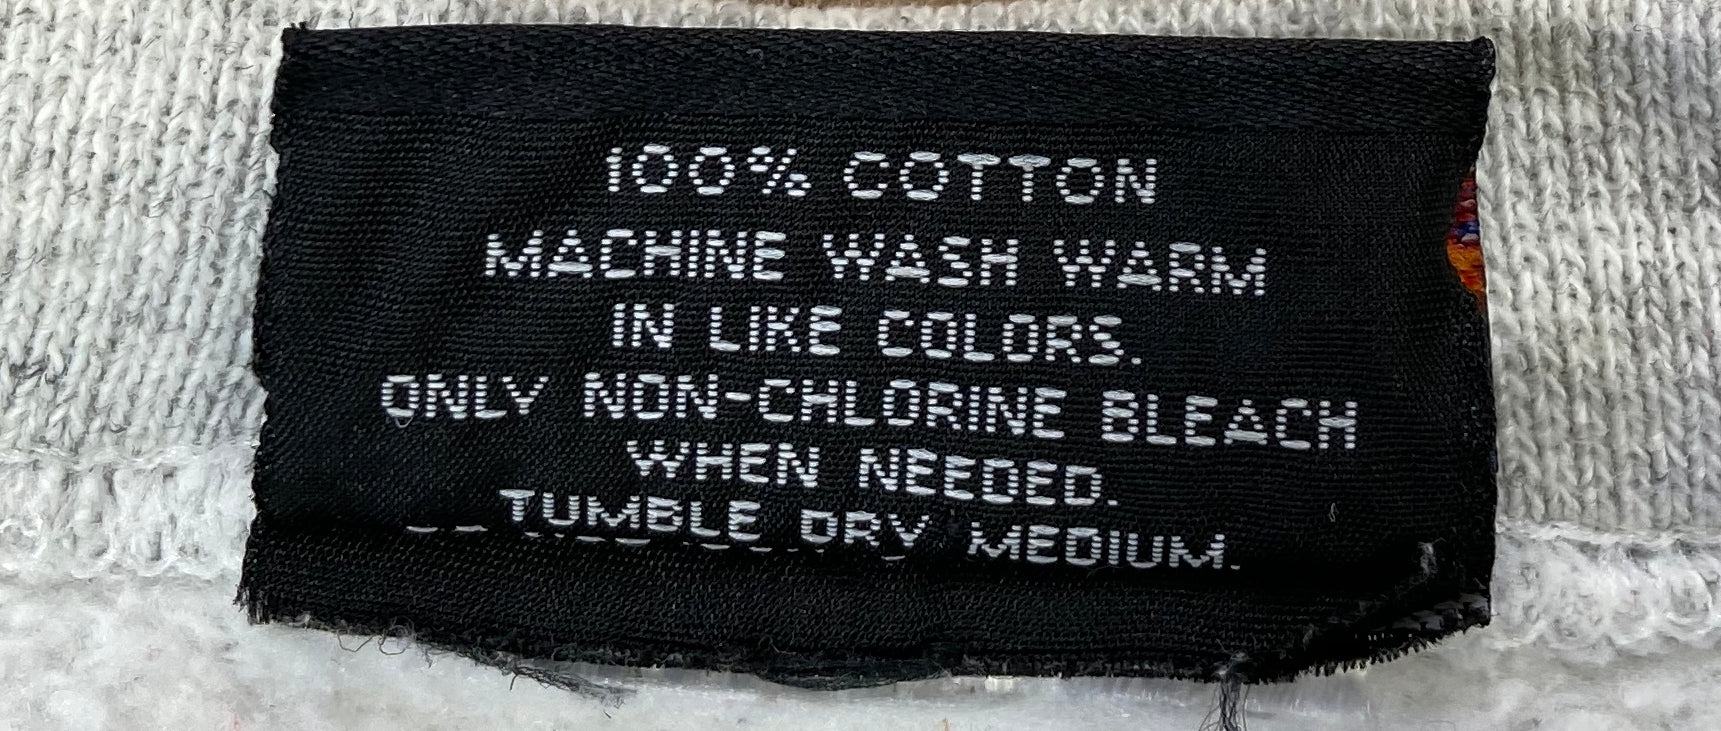 100% COTTON
MACHINE WASH WARM
IN LIKE COLORS.
ONLY NON-CHLORINE BLEACH
WHEN NEEDED.
TUMBLE DRY MEDIUM.